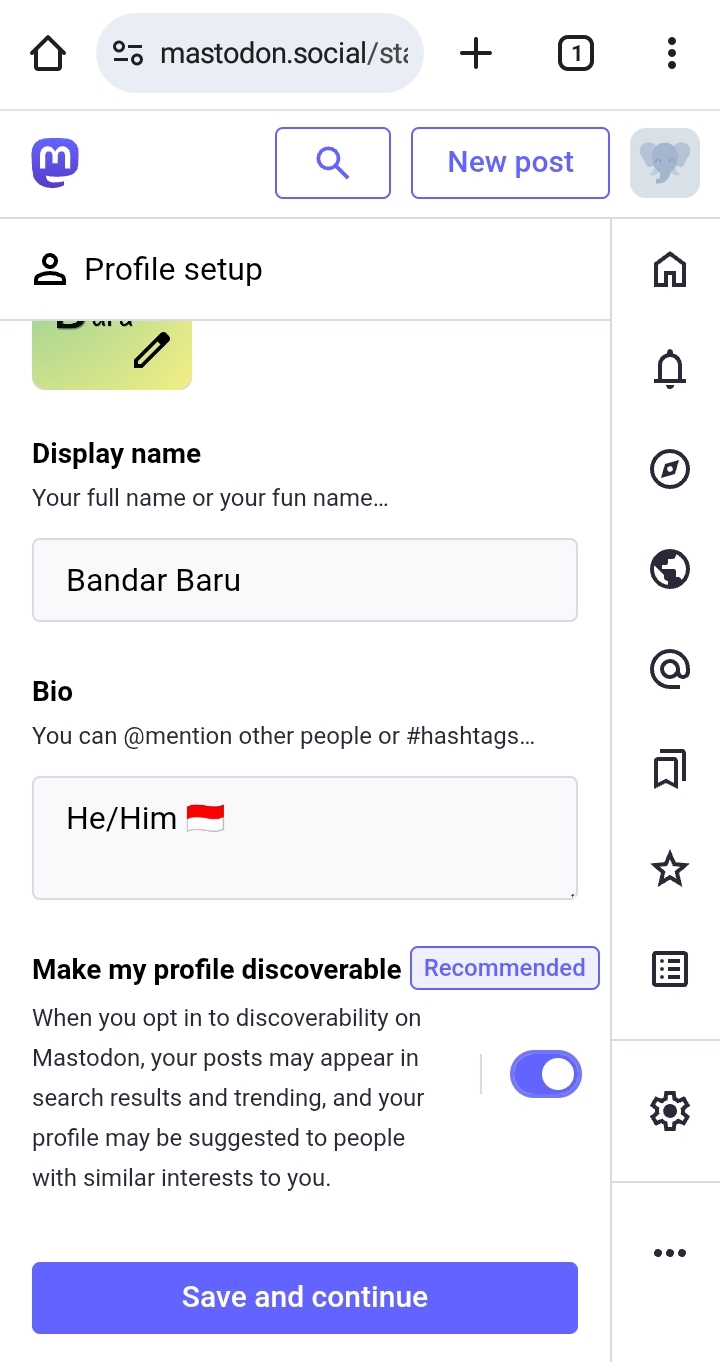 mastodon.social/sta
1
New post
Profile setup
Display name
Your full name or your fun name…
Bandar Baru
Bio
You can @mention other people or #hashtags…
He/Him 🇮🇩
Make my profile discoverable Recommended
When you opt in to discoverability on
Mastodon, your posts may appear in
search results and trending, and your
profile may be suggested to people
with similar interests to you.
Save and continue